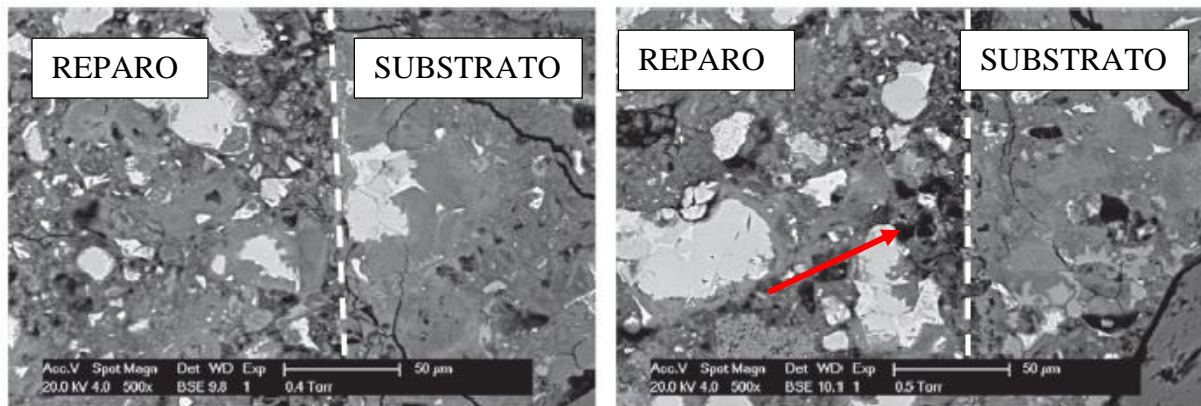 REPARO
SUBSTRATO
Acc.V Spot Magn Det WD Exp 50 µm
20.0 kV 4.0 500x BSE 9.8 1 0.4 Torr
REPARO
SUBSTRATO
Acc.V Spot Magn Det WD Exp 50 µm
20.0 kV 4.0 500x BSE 10.1 1 0.5 Torr